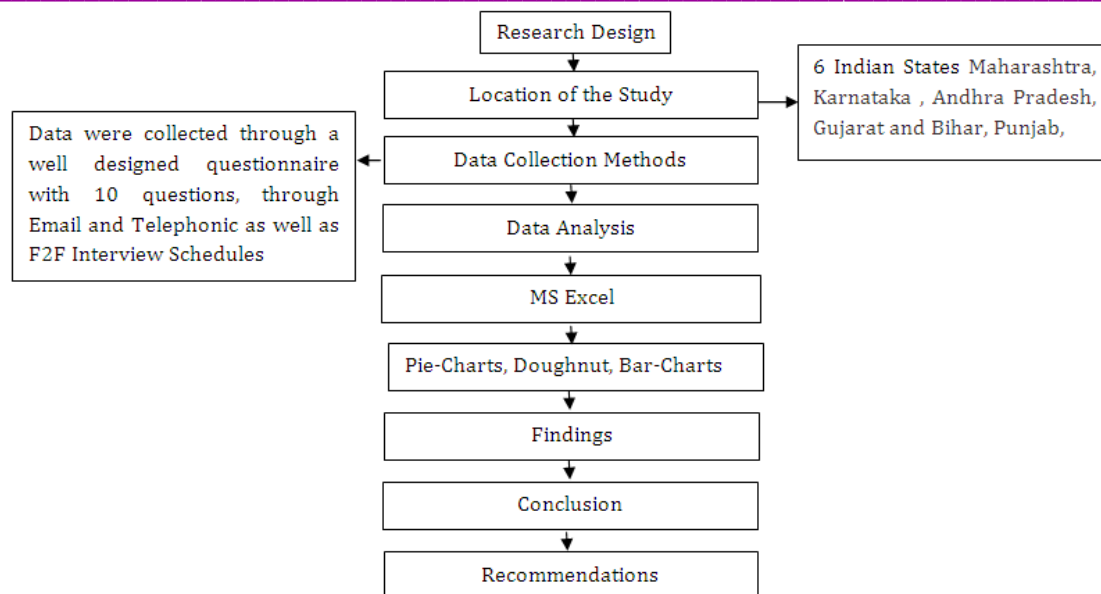 Research Design
Location of the Study
6 Indian States Maharashtra,
Karnataka , Andhra Pradesh,
Gujarat and Bihar, Punjab,
Data were collected through a
well designed questionnaire
with 10 questions, through
Email and Telephonic as well as
F2F Interview Schedules
Data Collection Methods
Data Analysis
MS Excel
Pie-Charts, Doughnut, Bar-Charts
Findings
Conclusion
Recommendations